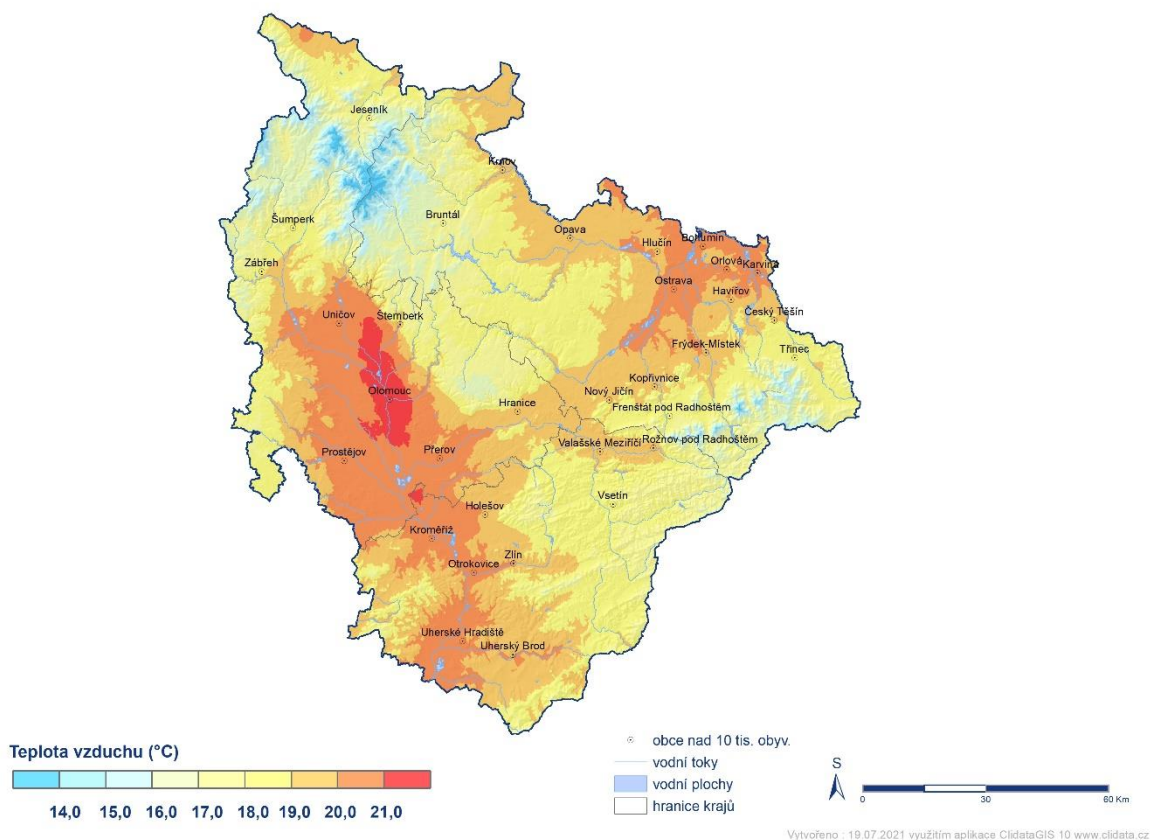 Jeseník
Krnov
Bruntál
Šumperk
Opava
Hlučín
Bohumín
Zábřeh
Orlová
Karviná
Ostrava
Havířov
Uničov
Šternberk
Český Těšín
Frýdek-Místek
Třinec
Kopřivnice
Olomouc
Nový Jičín
Hranice
Frenštát pod Radhoštěm
Valašské Meziříčí
Rožnov pod Radhoštěm
Prostějov
Přerov
Vsetín
Holešov
Kroměříž
Zlín
Otrokovice
Uherské Hradiště
Uherský Brod
Teplota vzduchu (°C)
14,0 15,0 16,0 17,0 18,0 19,0 20,0 21,0
obce nad 10 tis. obyv.
vodní toky
vodní plochy
hranice krajů
S
0 30 60 Km
Vytvořeno : 19.07.2021 využitím aplikace ClidataGIS 10 www.clidata.cz